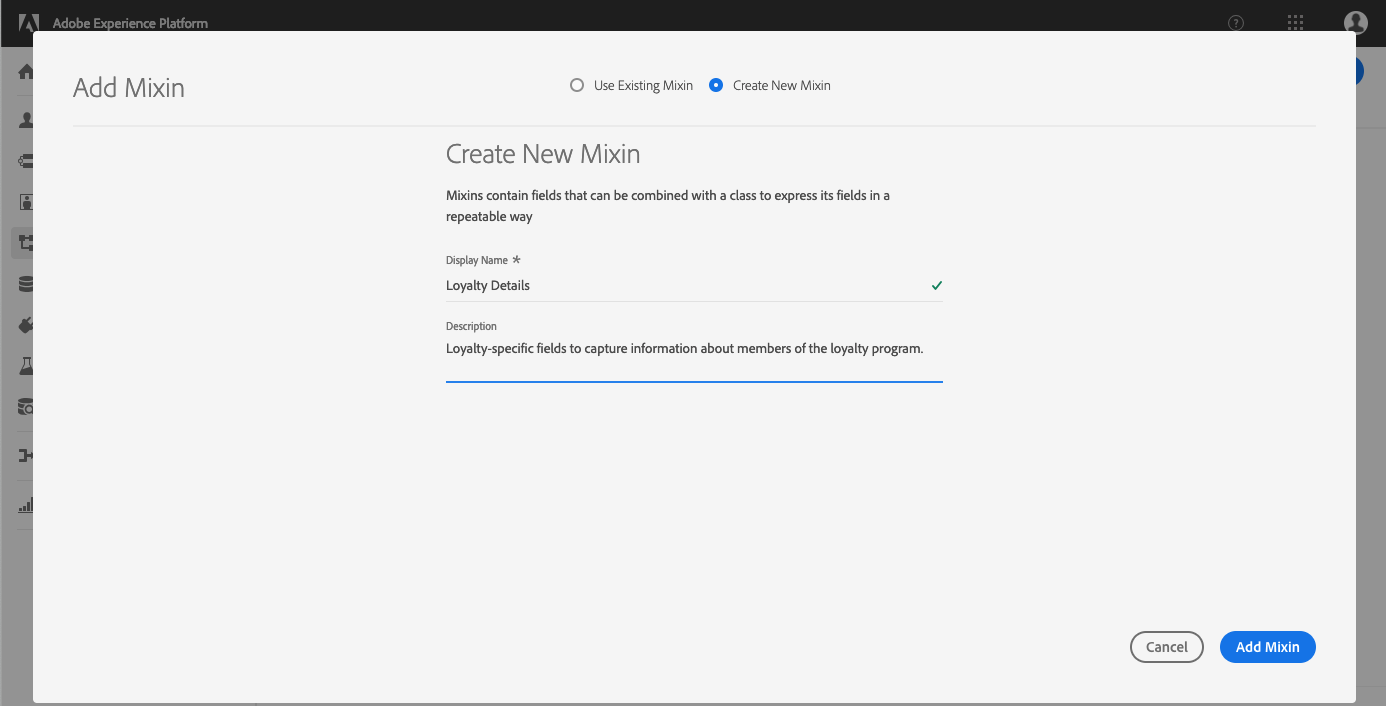 Adobe Experience Platform
Add Mixin
Use Existing Mixin
Create New Mixin
Create New Mixin
Mixins contain fields that can be combined with a class to express its fields in a
repeatable way
Display Name *
Loyalty Details
Description
Loyalty-specific fields to capture information about members of the loyalty program.
Cancel
Add Mixin